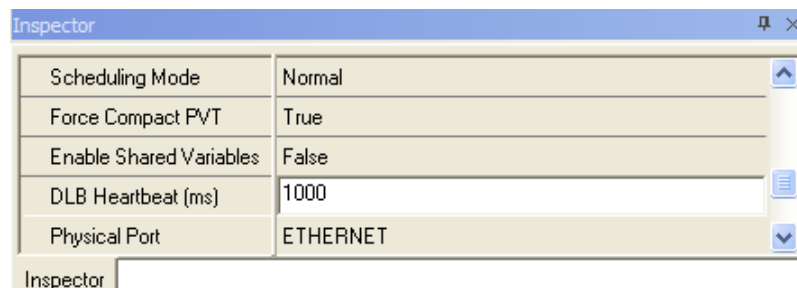 Inspector
Scheduling Mode Normal
Force Compact PVT True
Enable Shared Variables False
DLB Heartbeat (ms) 1000
Physical Port ETHERNET
Inspector